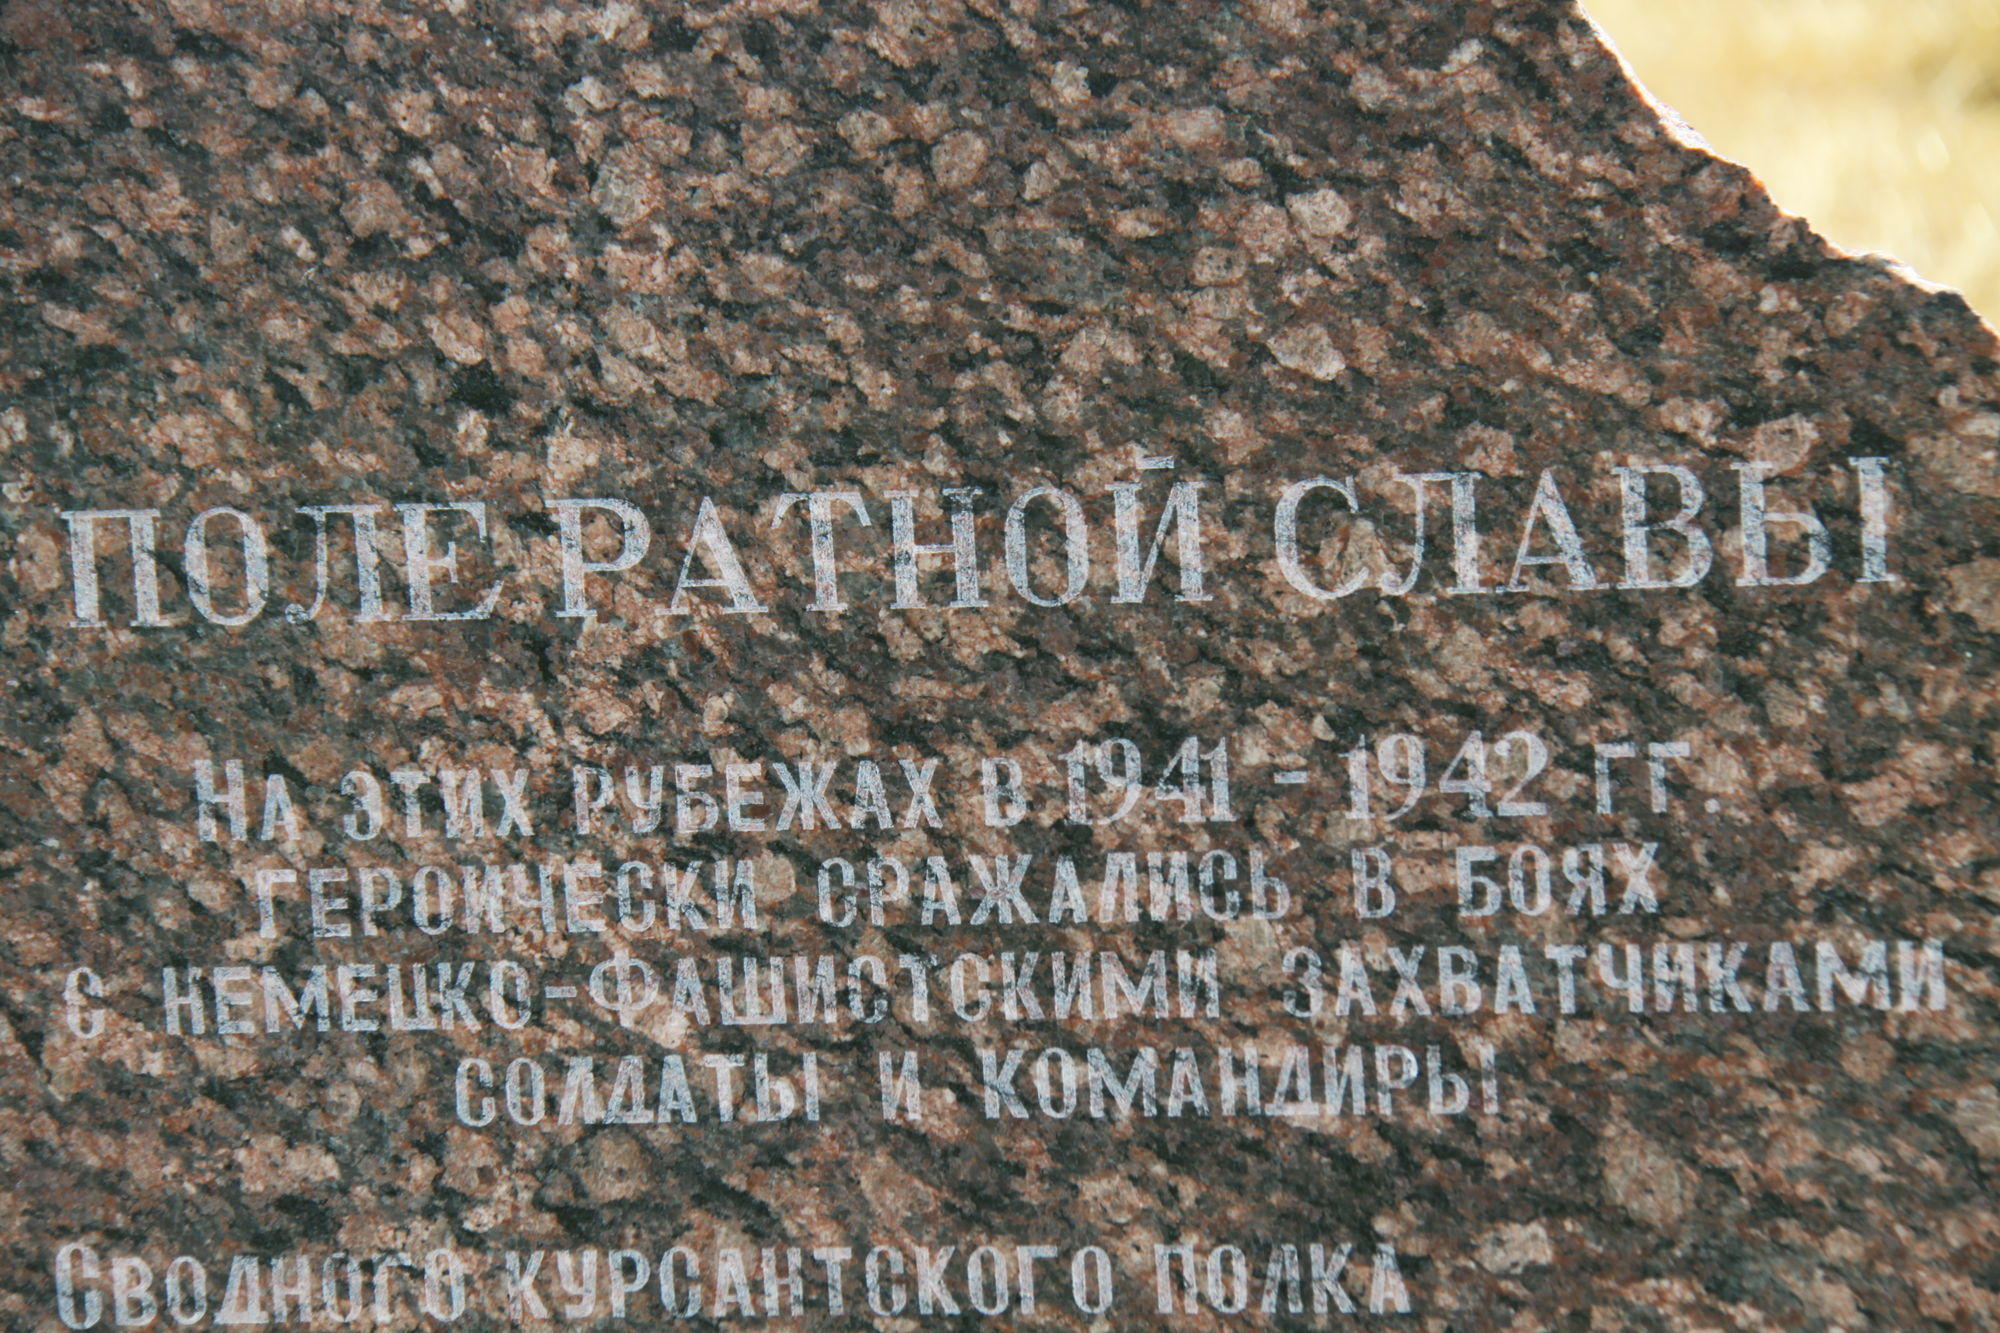 ПОЛЕ РАТНОЙ СЛАВЫ
НА ЭТИХ РУБЕЖАХ В 1941 - 1942 ГГ.
ГЕРОИЧЕСКИ СРАЖАЛИСЬ В БОЯХ
С НЕМЕЦКО-ФАШИСТСКИМИ ЗАХВАТЧИКАМИ
СОЛДАТЫ И КОМАНДИРЫ
СВОДНОГО КУРСАНТСКОГО ПОЛКА